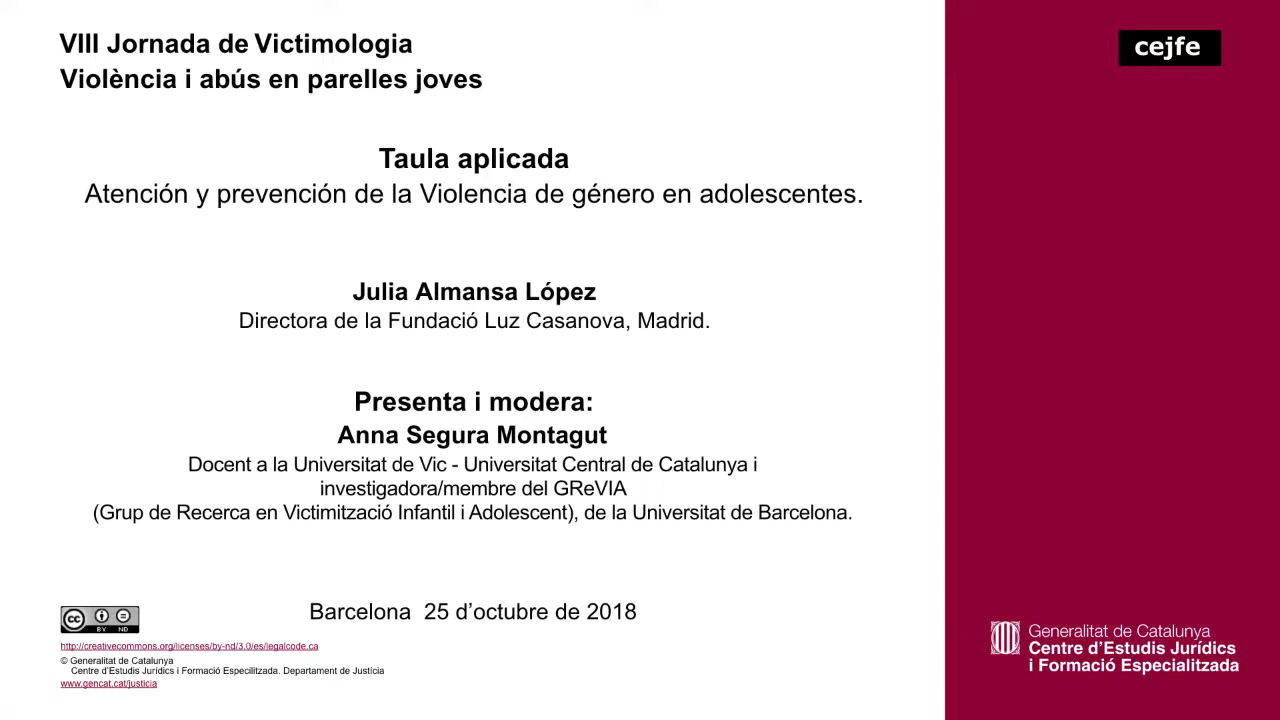 VIII Jornada de Victimologia
Violència i abús en parelles joves
cejfe
Taula aplicada
Atención y prevención de la Violencia de género en adolescentes.
Julia Almansa López
Directora de la Fundació Luz Casanova, Madrid.
Presenta i modera:
Anna Segura Montagut
Docent a la Universitat de Vic - Universitat Central de Catalunya i
investigadora/membre del GReVIA
(Grup de Recerca en Victimització Infantil i Adolescent), de la Universitat de Barcelona.
Barcelona 25 d’octubre de 2018
cc BY ND
http://creativecommons.org/licenses/by-nd/3.0/es/legalcode.ca
© Generalitat de Catalunya
Centre d’Estudis Jurídics i Formació Especilitzada. Departament de Justícia
www.gencat.cat/justicia
Generalitat de Catalunya
Centre d’Estudis Jurídics
i Formació Especialitzada